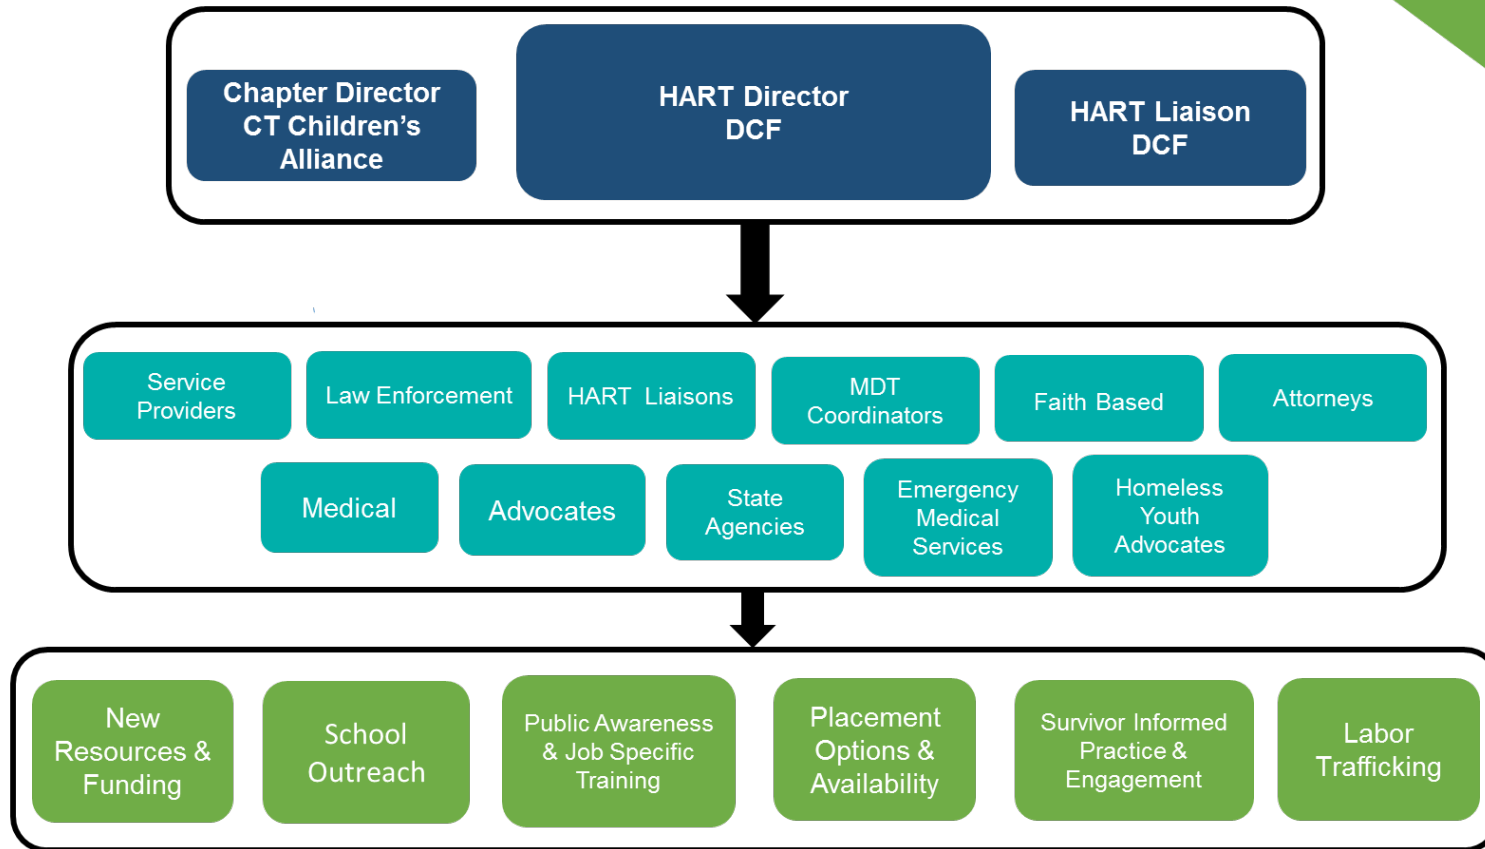 Chapter Director
CT Children's
Alliance
HART Director
DCF
HART Liaison
DCF
Service
Providers
Law Enforcement
HART Liaisons
MDT
Coordinators
Faith Based
Attorneys
Medical
Advocates
State
Agencies
Emergency
Medical
Services
Homeless
Youth
Advocates
New
Resources &
Funding
School
Outreach
Public Awareness
& Job Specific
Training
Placement
Options &
Availability
Survivor Informed
Practice &
Engagement
Labor
Trafficking